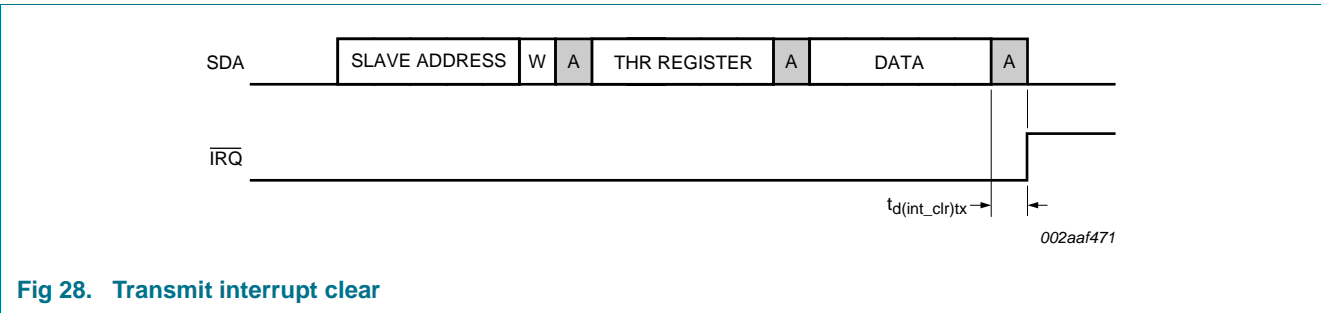 SDA SLAVE ADDRESS W A THR REGISTER A DATA A
IRQ
td(int_clr)tx
002aaf471
Fig 28. Transmit interrupt clear